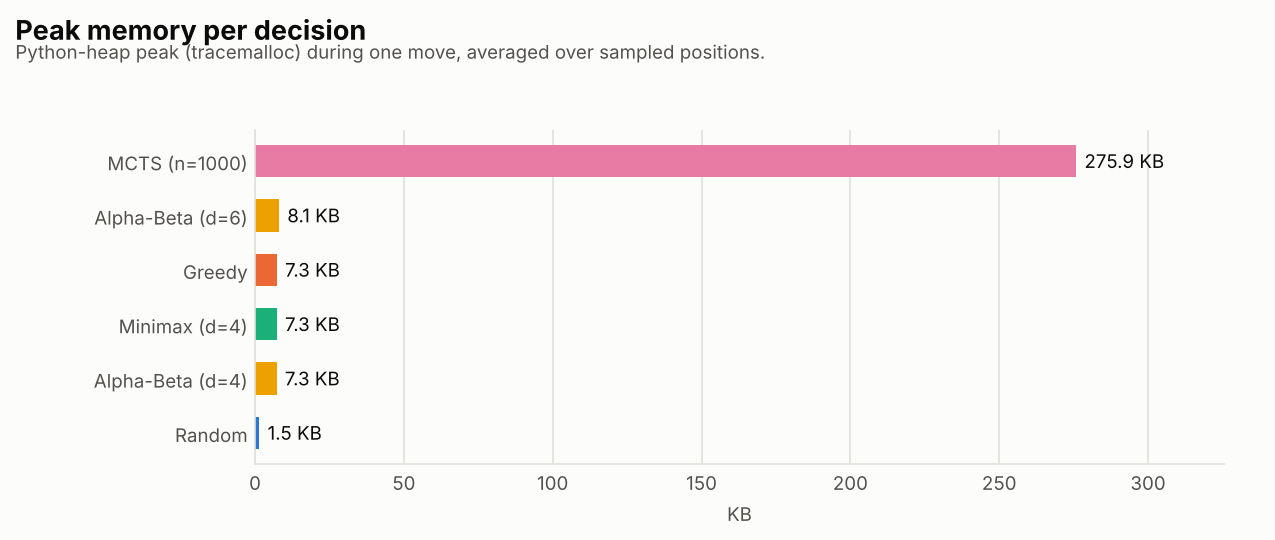 Peak memory per decision
Python-heap peak (tracemalloc) during one move, averaged over sampled positions.
MCTS (n=1000) 275.9 KB
Alpha-Beta (d=6) 8.1 KB
Greedy 7.3 KB
Minimax (d=4) 7.3 KB
Alpha-Beta (d=4) 7.3 KB
Random 1.5 KB
0 50 100 150 200 250 300
KB